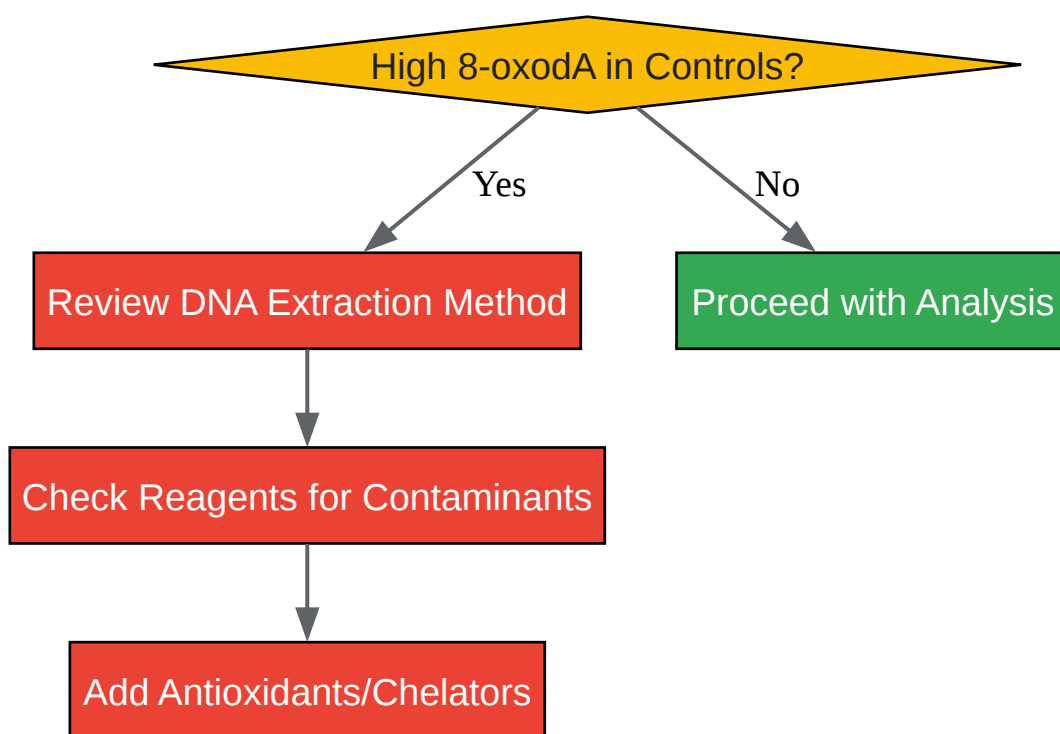 High 8-oxodA in Controls?
Yes
No
Review DNA Extraction Method
Proceed with Analysis
Check Reagents for Contaminants
Add Antioxidants/Chelators